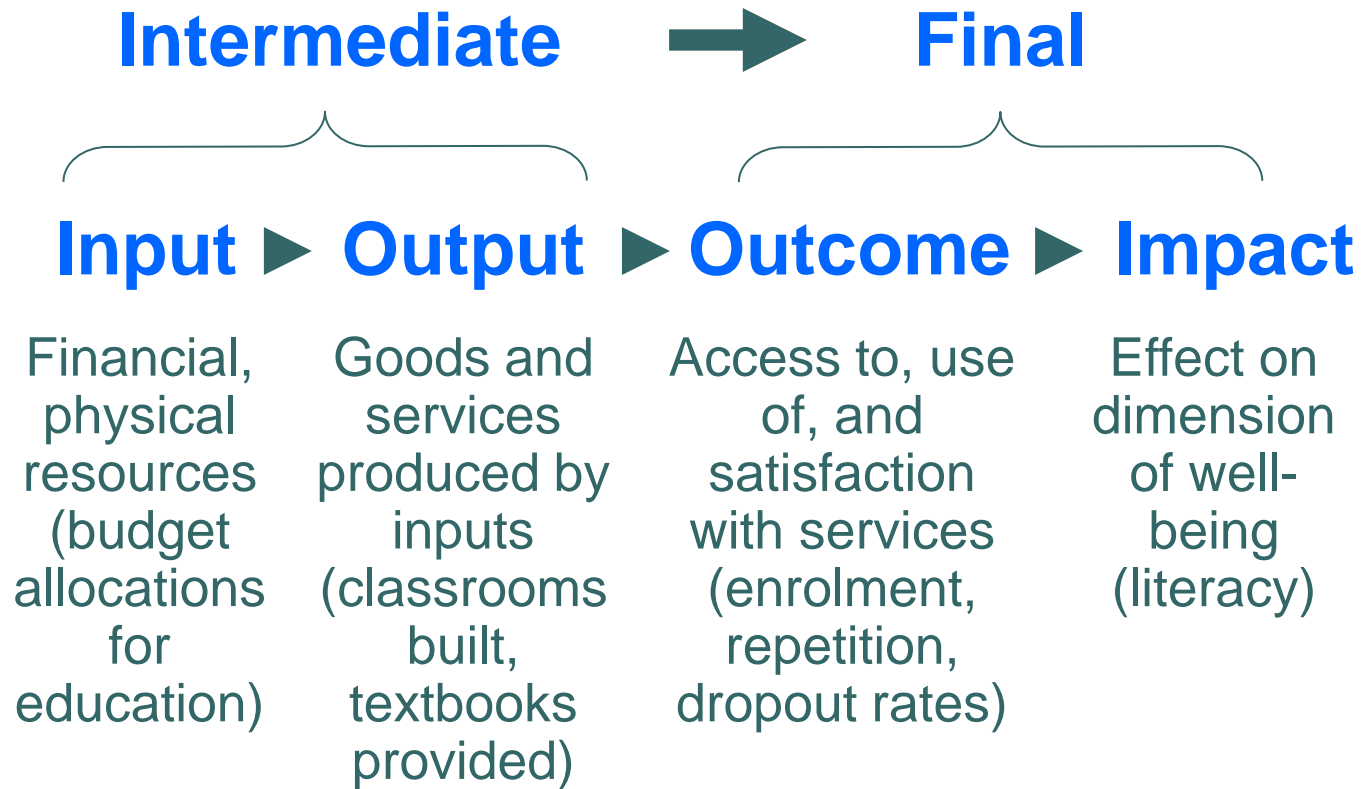 Intermediate
Final
Input
Output
Outcome
Impact
Financial,
physical
resources
(budget
allocations
for
education)
Goods and
services
produced by
inputs
(classrooms
built,
textbooks
provided)
Access to, use
of, and
satisfaction
with services
(enrolment,
repetition,
dropout rates)
Effect on
dimension
of well-
being
(literacy)